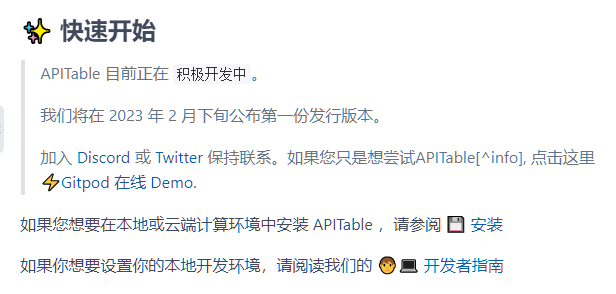 ✨ 快速开始
APITable 目前正在 积极开发中 。
我们将在 2023 年 2 月下旬公布第一份发行版本。
加入 Discord 或 Twitter 保持联系。如果您只是想尝试APITable[^info], 点击这里
⚡Gitpod 在线 Demo.
如果您想要在本地或云端计算环境中安装 APITable ，请参阅 💾 安装
如果你想要设置你的本地开发环境，请阅读我们的 🧑‍💻 开发者指南